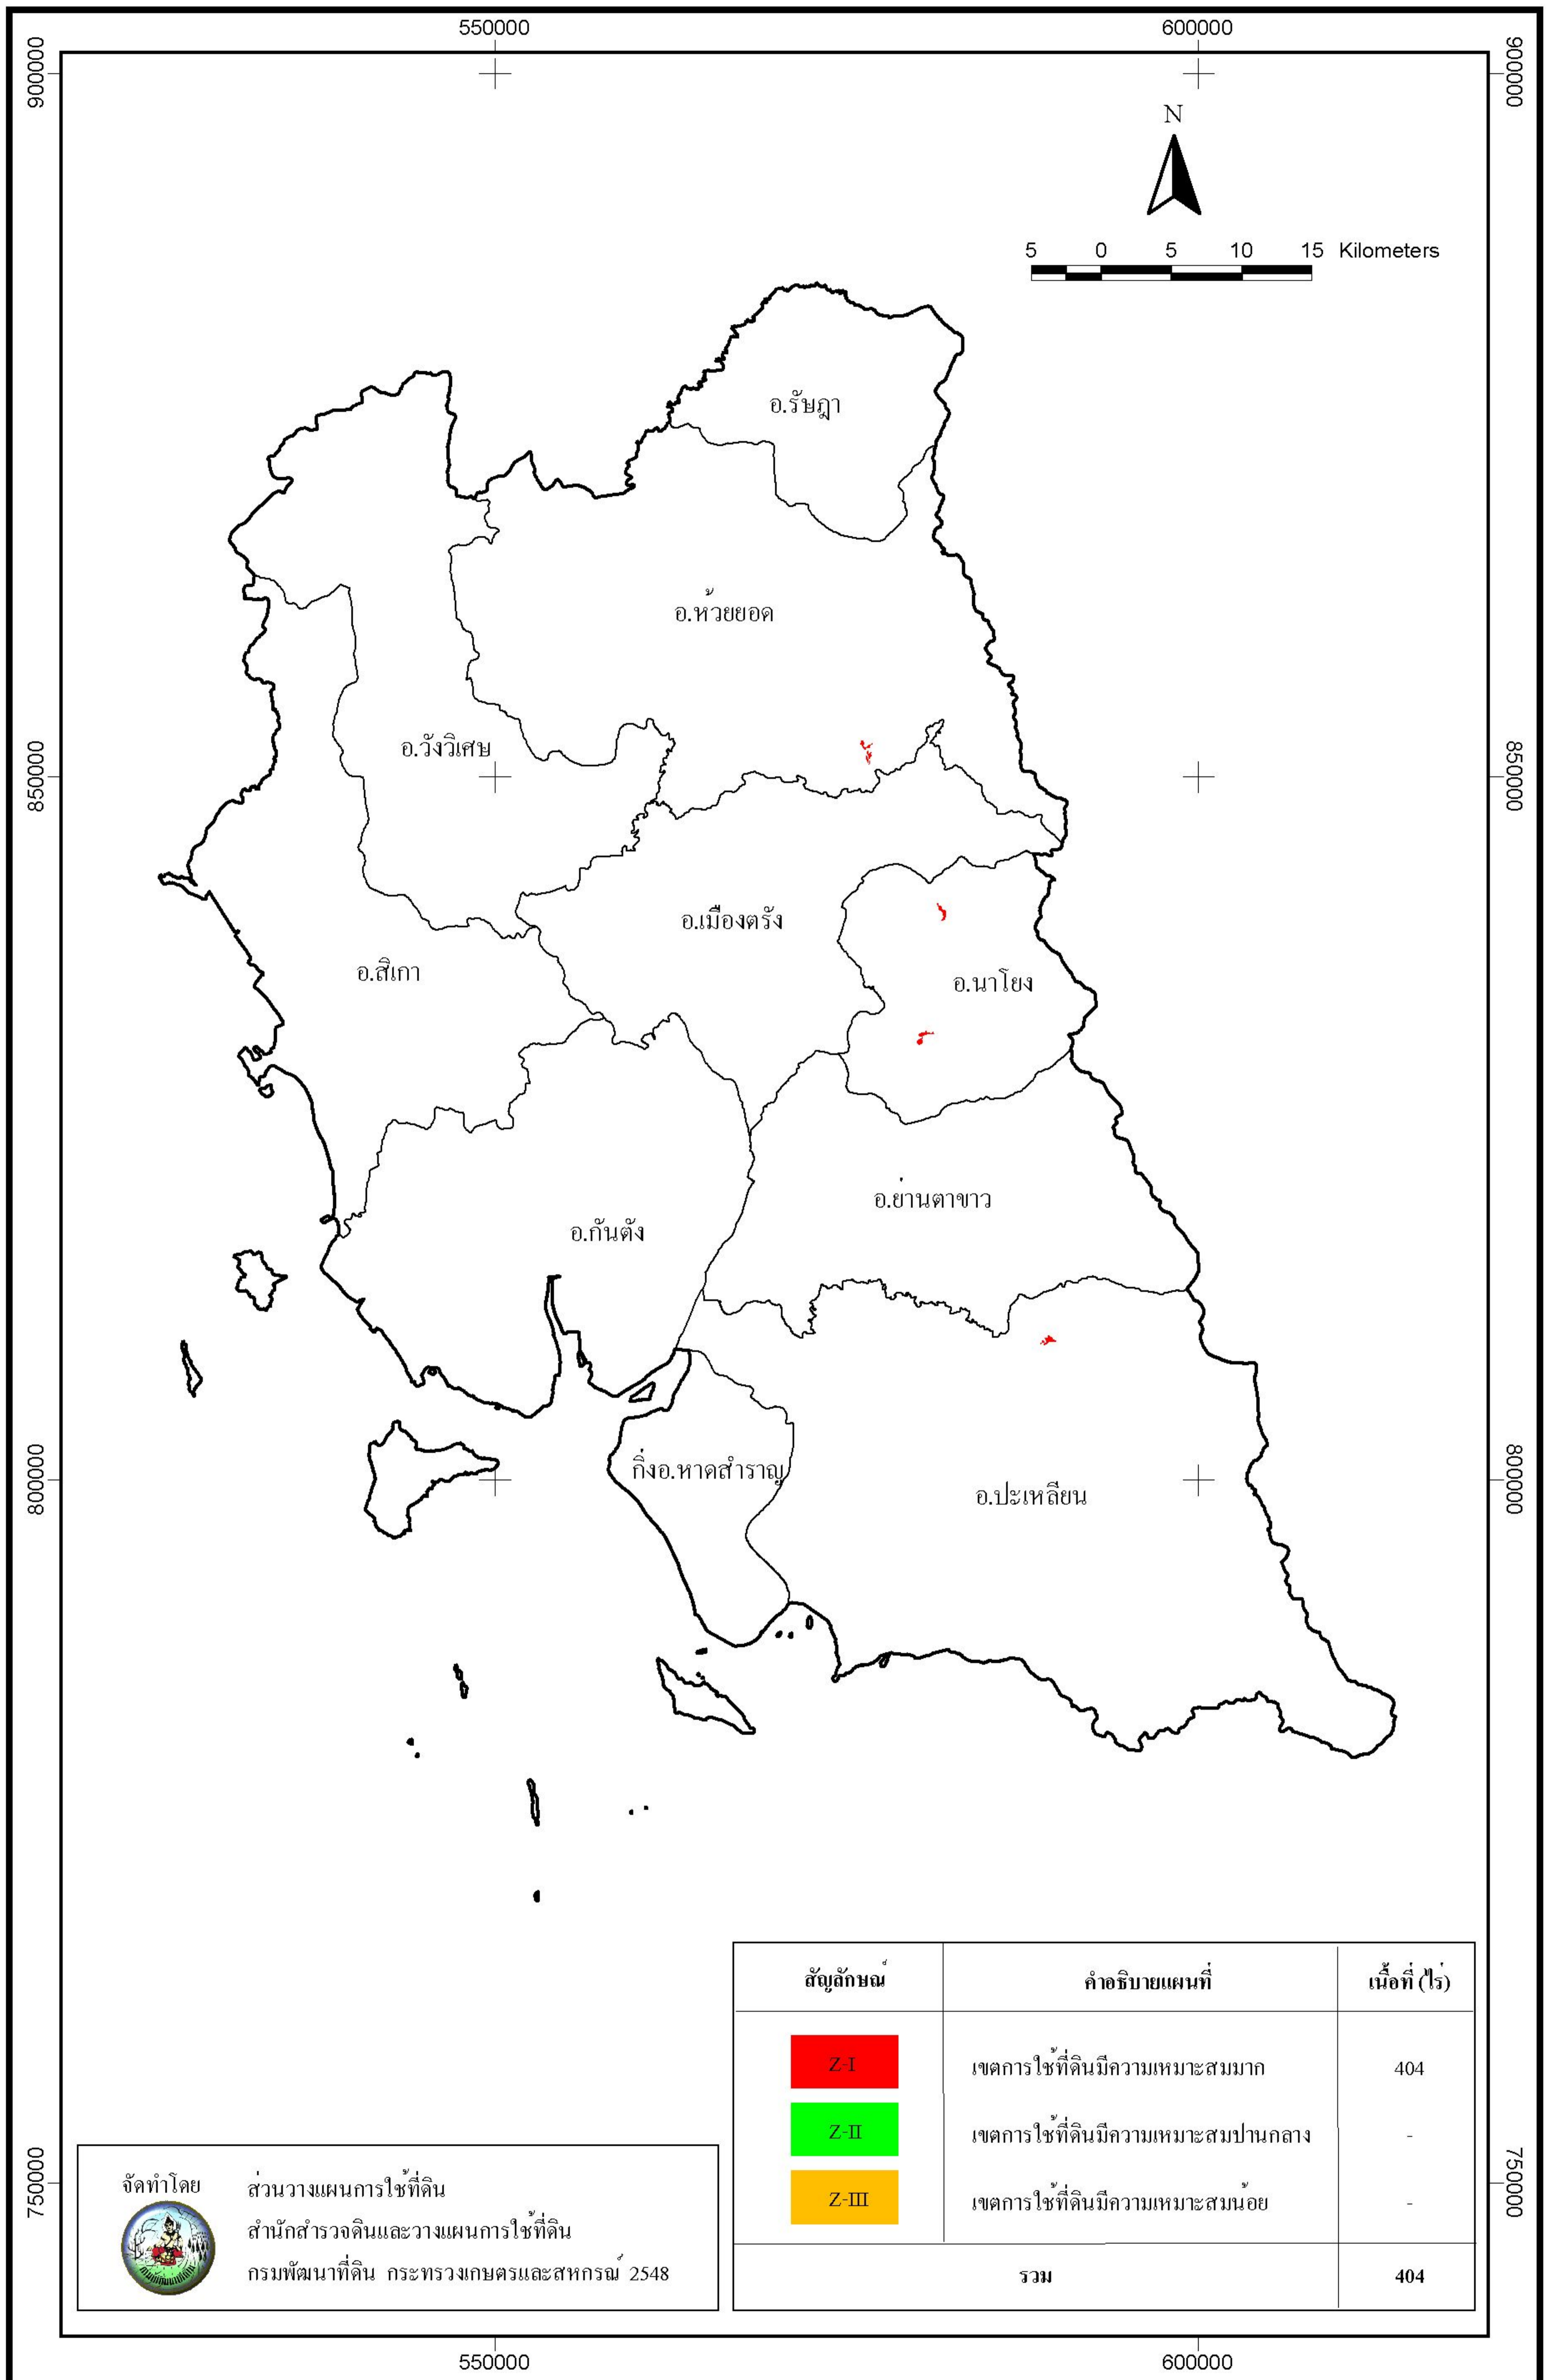 550000 600000
900000 900000
N
5 0 5 10 15 Kilometers
อ.รัษฎา
อ.ห้วยยอด
อ.วังวิเศษ
850000 850000
อ.เมืองตรัง
อ.สิเกา
อ.นาโยง
อ.ย่านตาขาว
อ.กันตัง
กิ่งอ.หาดสำราญ
800000 800000
อ.ปะเหลียน
สัญลักษณ์ คำอธิบายแผนที่ เนื้อที่ (ไร่)
Z-I เขตการใช้ที่ดินมีความเหมาะสมมาก 404
Z-II เขตการใช้ที่ดินมีความเหมาะสมปานกลาง -
Z-III เขตการใช้ที่ดินมีความเหมาะสมน้อย -
รวม 404
750000 750000
จัดทำโดย ส่วนวางแผนการใช้ที่ดิน
สำนักสำรวจดินและวางแผนการใช้ที่ดิน
กรมพัฒนาที่ดิน กระทรวงเกษตรและสหกรณ์ 2548
กรมพัฒนาที่ดิน
550000 600000